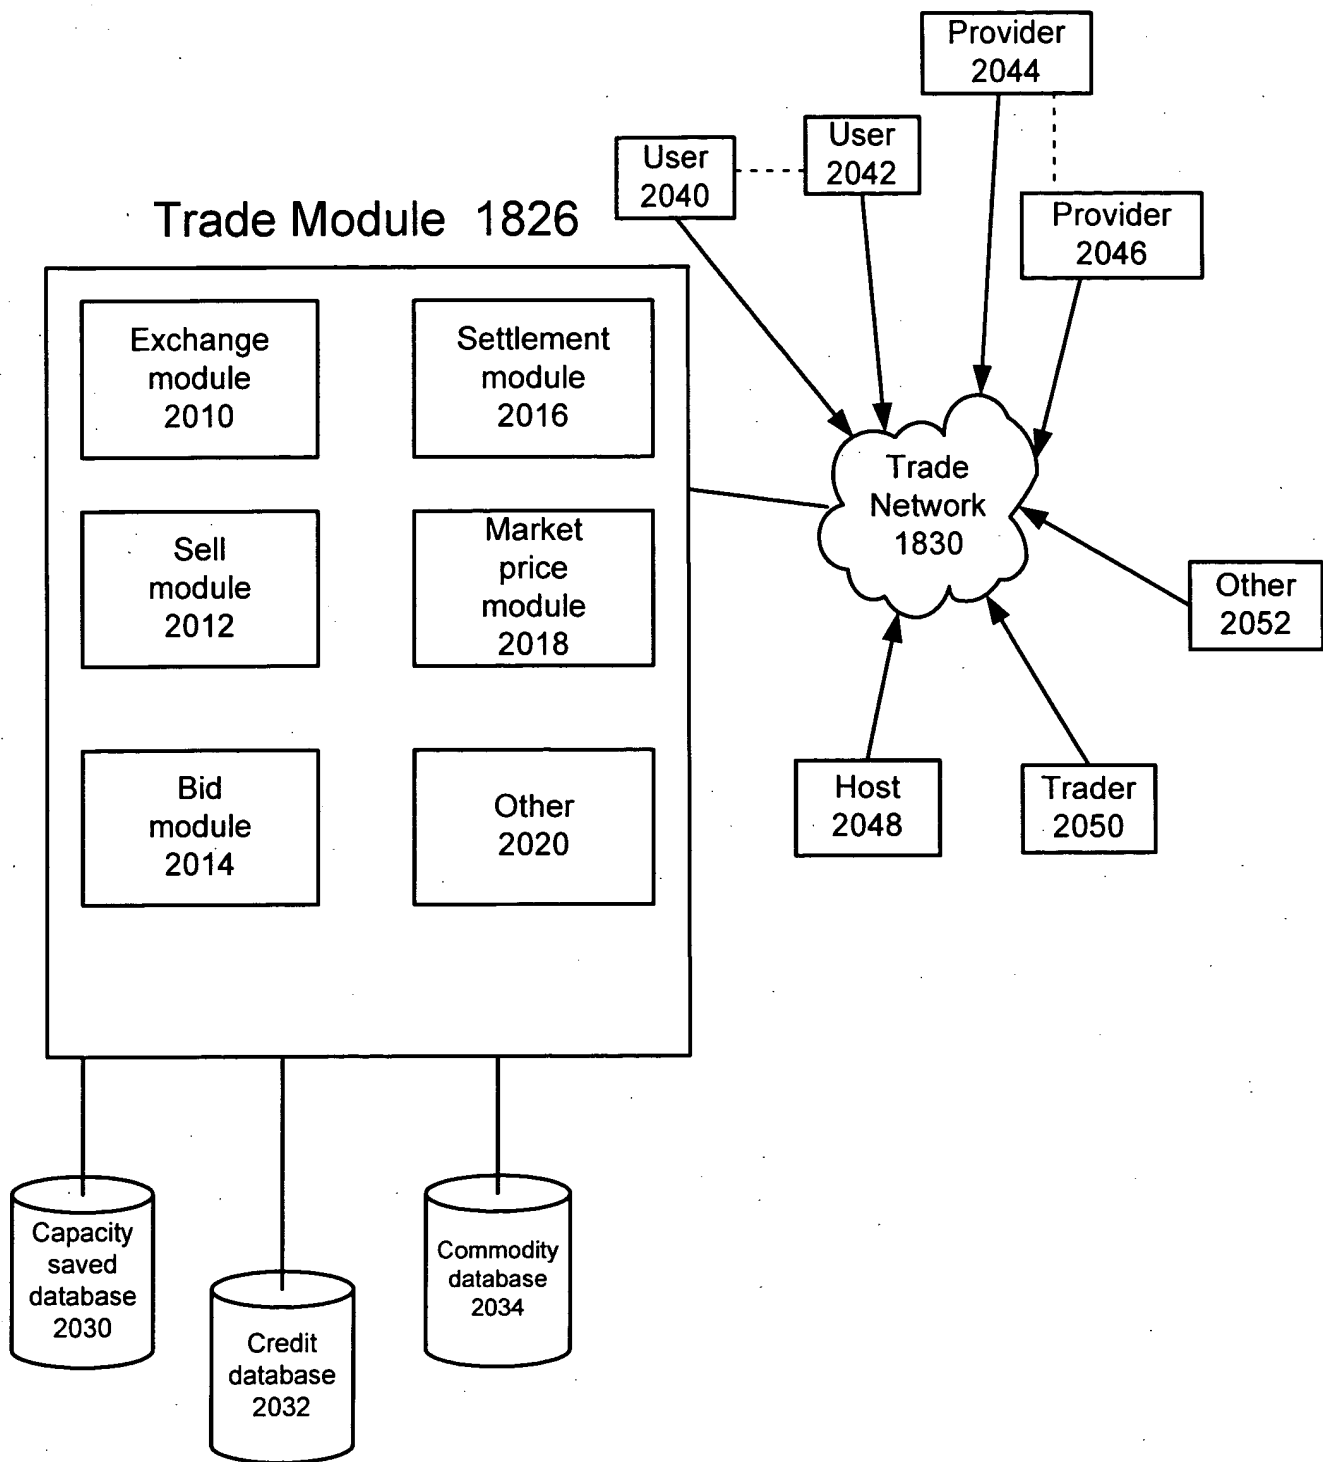 Provider
2044
User
2042
User
2040
Provider
2046
Trade Module 1826
Exchange
module
2010
Settlement
module
2016
Sell
module
2012
Market
price
module
2018
Bid
module
2014
Other
2020
Trade
Network
1830
Other
2052
Host
2048
Trader
2050
Capacity
saved
database
2030
Credit
database
2032
Commodity
database
2034